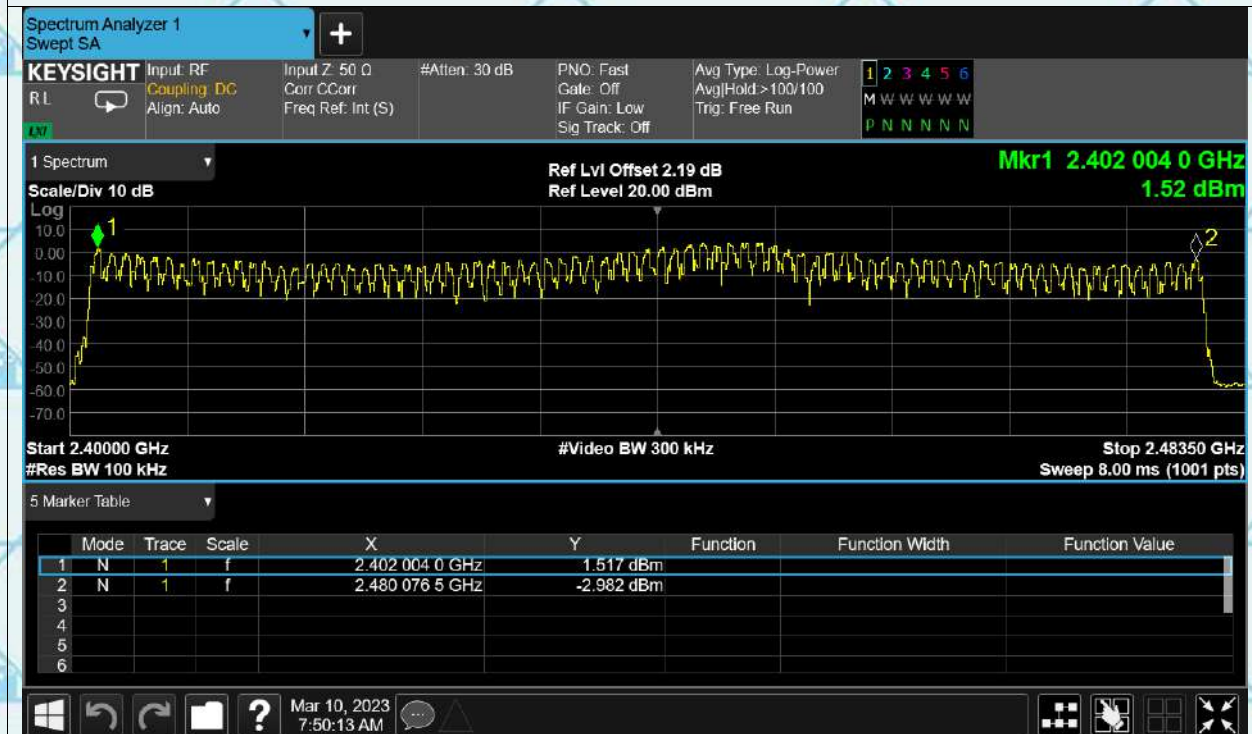 Spectrum Analyzer 1
Swept SA
+
KEYSIGHT
RL
LXI
Input: RF
Coupling: DC
Align: Auto
Input Z: 50 Ω
Corr CCorr
Freq Ref: Int (S)
#Atten: 30 dB
PNO: Fast
Gate: Off
IF Gain: Low
Sig Track: Off
Avg Type: Log-Power
Avg|Hold:>100/100
Trig: Free Run
1 2 3 4 5 6
M W W W W W
P N N N N N
1 Spectrum
Scale/Div 10 dB
Ref Lvl Offset 2.19 dB
Ref Level 20.00 dBm
Mkr1 2.402 004 0 GHz
1.52 dBm
Log
10.0
0.00
-10.0
-20.0
-30.0
-40.0
-50.0
-60.0
-70.0
1
2
Start 2.40000 GHz
#Res BW 100 kHz
#Video BW 300 kHz
Stop 2.48350 GHz
Sweep 8.00 ms (1001 pts)
5 Marker Table
Mode Trace Scale X Y Function Function Width Function Value
1 N 1 f 2.402 004 0 GHz 1.517 dBm
2 N 1 f 2.480 076 5 GHz -2.982 dBm
3
4
5
6
?
Mar 10, 2023
7:50:13 AM